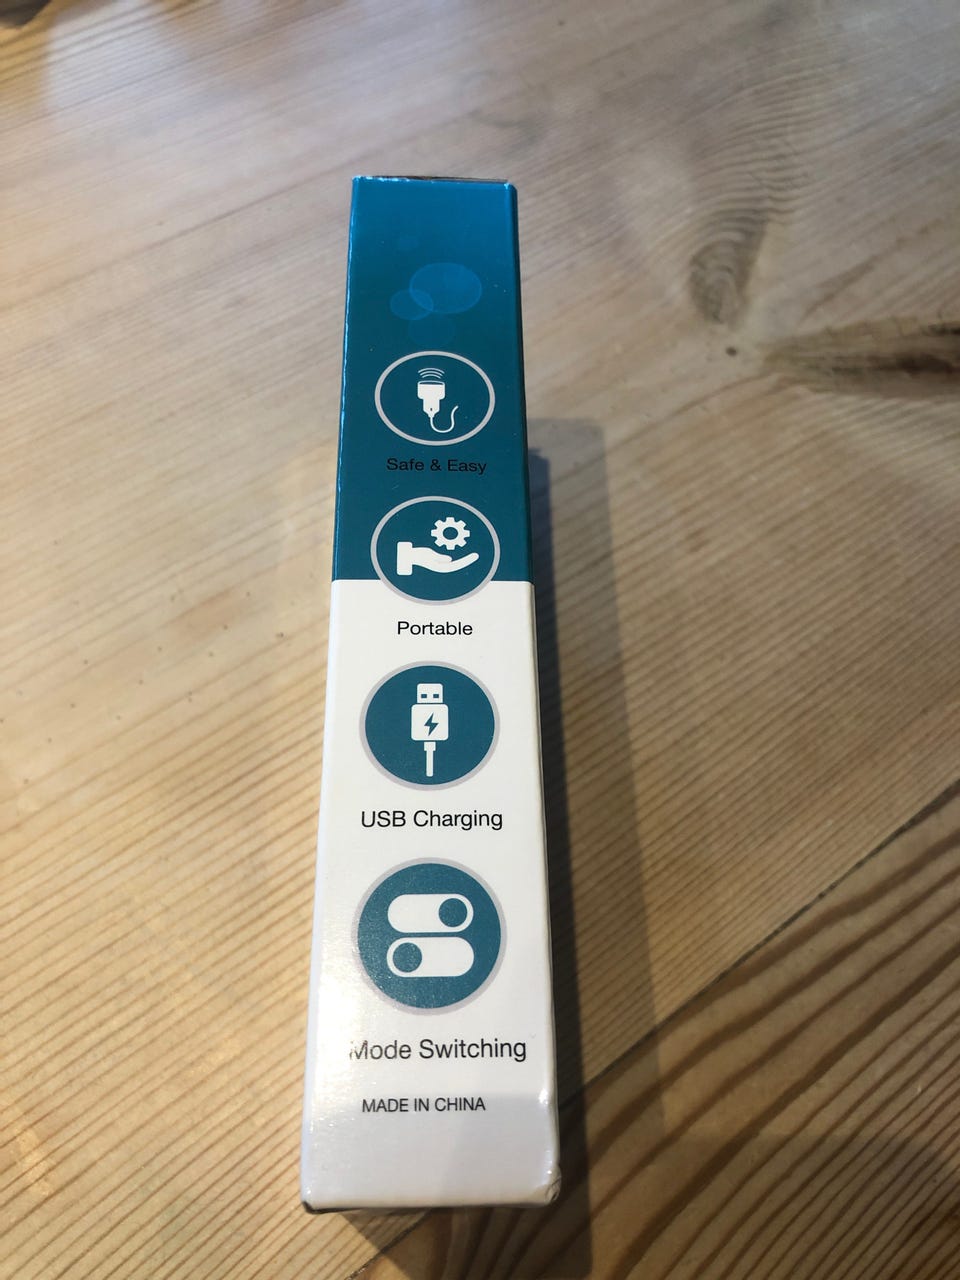 Safe & Easy
Portable
USB Charging
Mode Switching
MADE IN CHINA